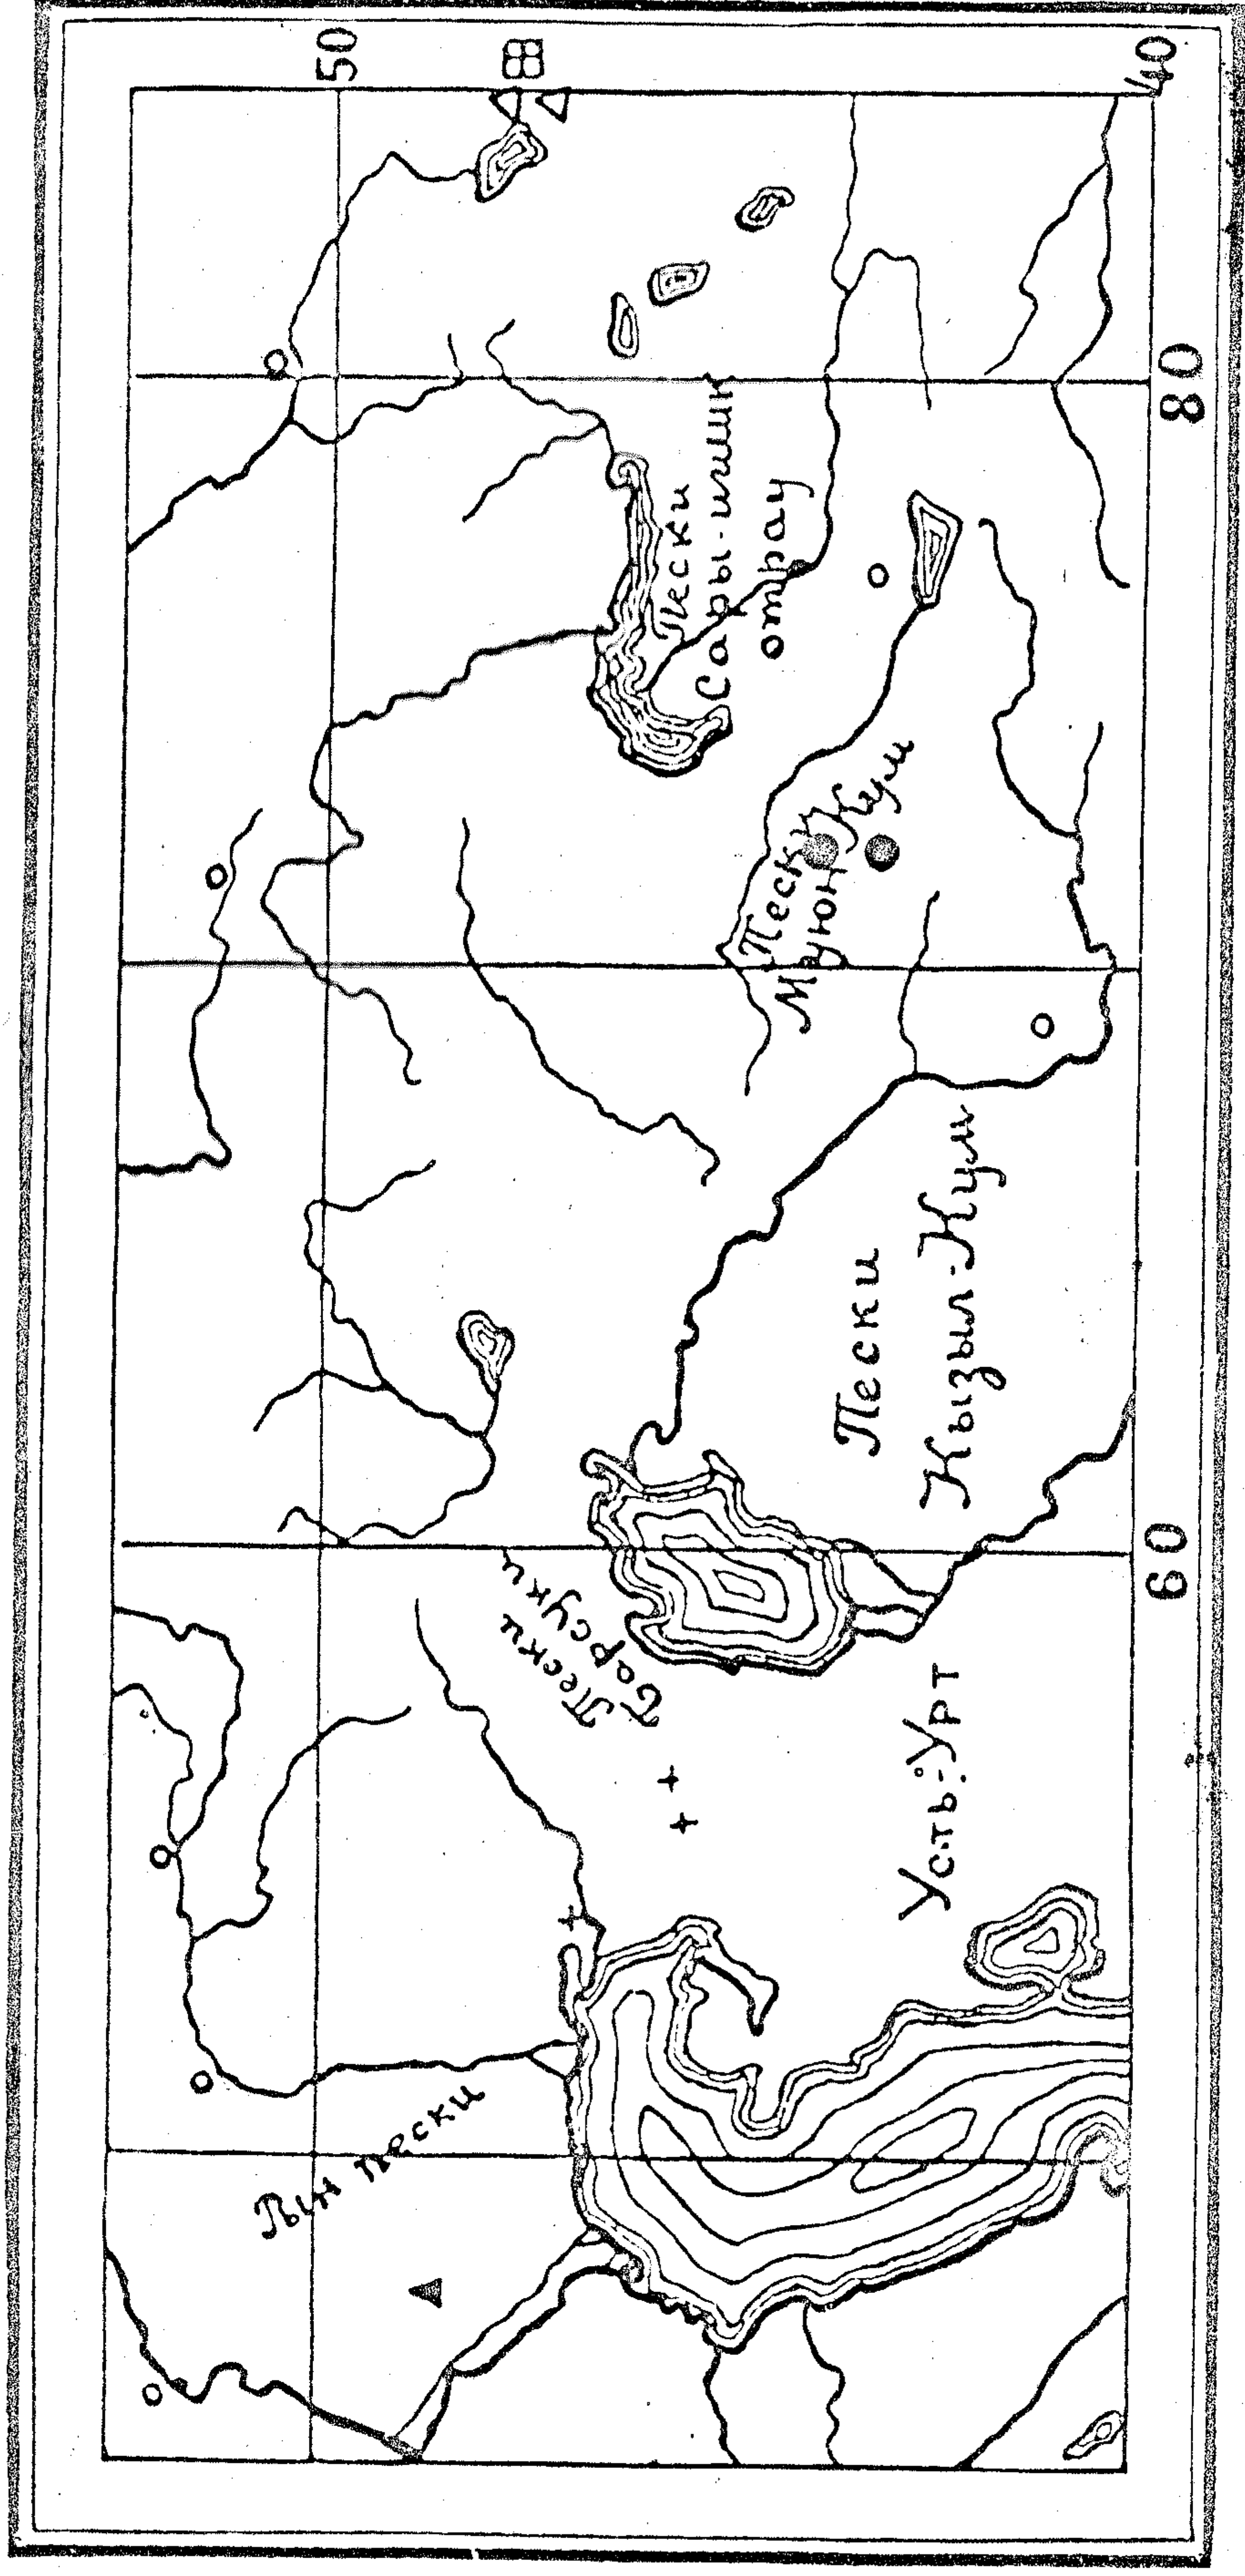 50
40
80
60
Пески
Сары-ишик
отрау
Пески
Муюн Кум
Пески
Кызыл-Кум
Пески
Барсуки
Усть-Урт
Рын пески